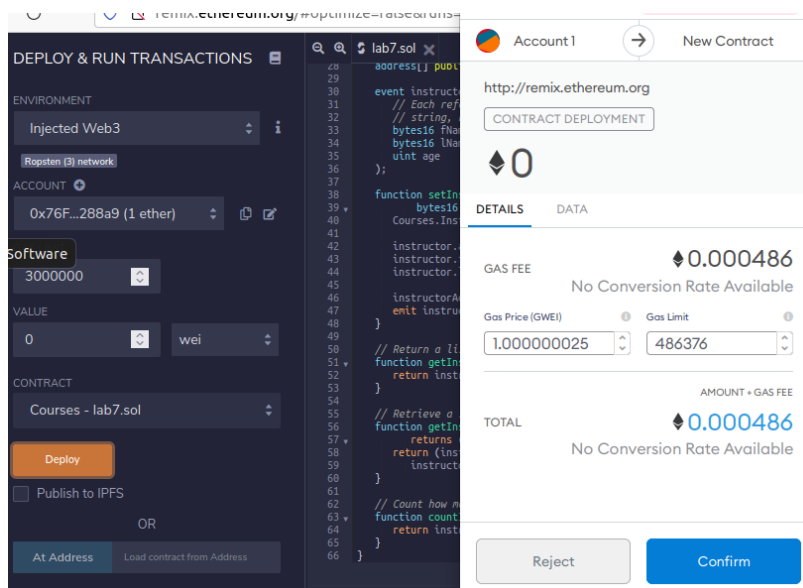 remix.ethereum.org/#optimize=false&runs=
DEPLOY & RUN TRANSACTIONS
ENVIRONMENT
Injected Web3
i
Ropsten (3) network
ACCOUNT
0x76F...288a9 (1 ether)
Software
3000000
VALUE
0
wei
CONTRACT
Courses - lab7.sol
Deploy
Publish to IPFS
OR
At Address
Load contract from Address
lab7.sol
28 address[] publ
29
30 event instructo
31 // Each ref
32 // string,
33 bytes16 fNam
34 bytes16 lNam
35 uint age
36 );
37
38 function setIns
39 bytes16
40 Courses.Ins
41
42 instructor.
43 instructor.
44 instructor.
45
46 instructorA
47 emit instru
48 }
49
50 // Return a li
51 function getIns
52 return inst
53 }
54
55 // Retrieve a
56 function getIns
57 returns
58 return (ins
59 instructo
60 }
61
62 // Count how m
63 function count
64 return inst
65 }
66 }
Account 1
New Contract
http://remix.ethereum.org
CONTRACT DEPLOYMENT
0
DETAILS
DATA
GAS FEE
0.000486
No Conversion Rate Available
Gas Price (GWEI)
Gas Limit
1.000000025
486376
AMOUNT + GAS FEE
TOTAL
0.000486
No Conversion Rate Available
Reject
Confirm